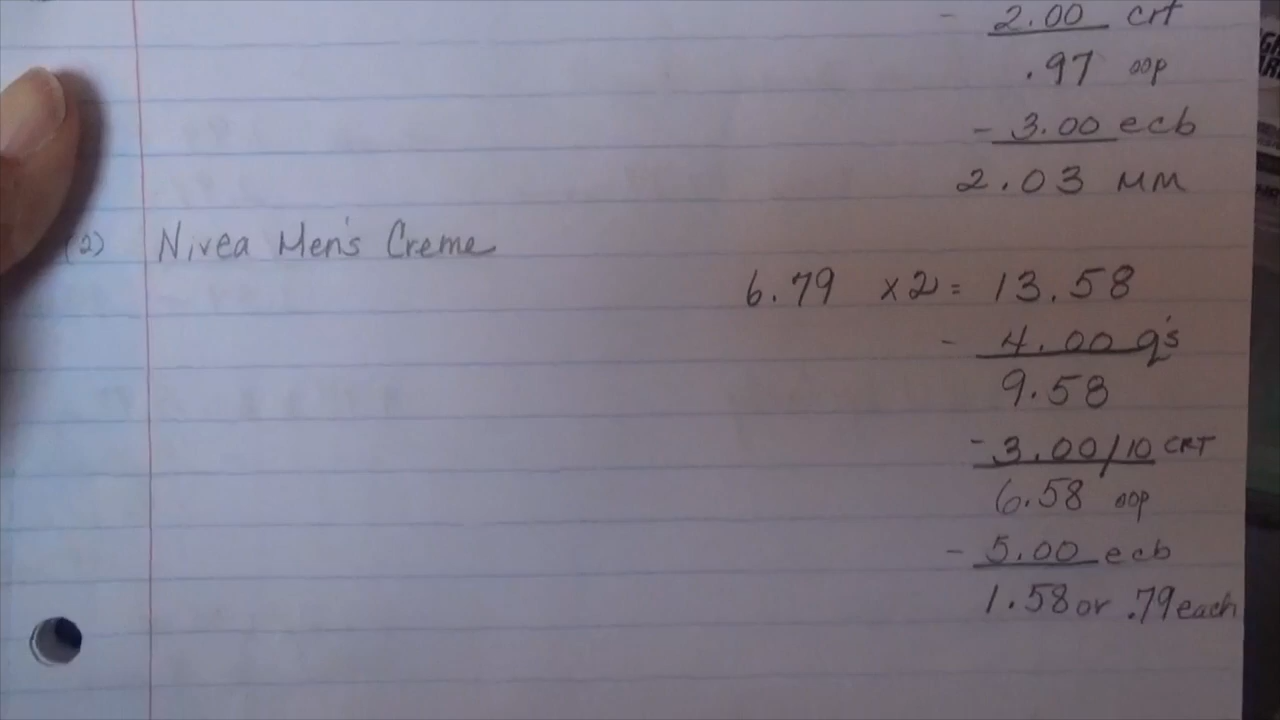 - 2.00 crt
.97 oop
- 3.00 ecb
2.03 MM
(2) Nivea Men's Creme
6.79 x2 = 13.58
- 4.00 q's
9.58
- 3.00/10 CRT
6.58 oop
- 5.00 ecb
1.58 or .79 each